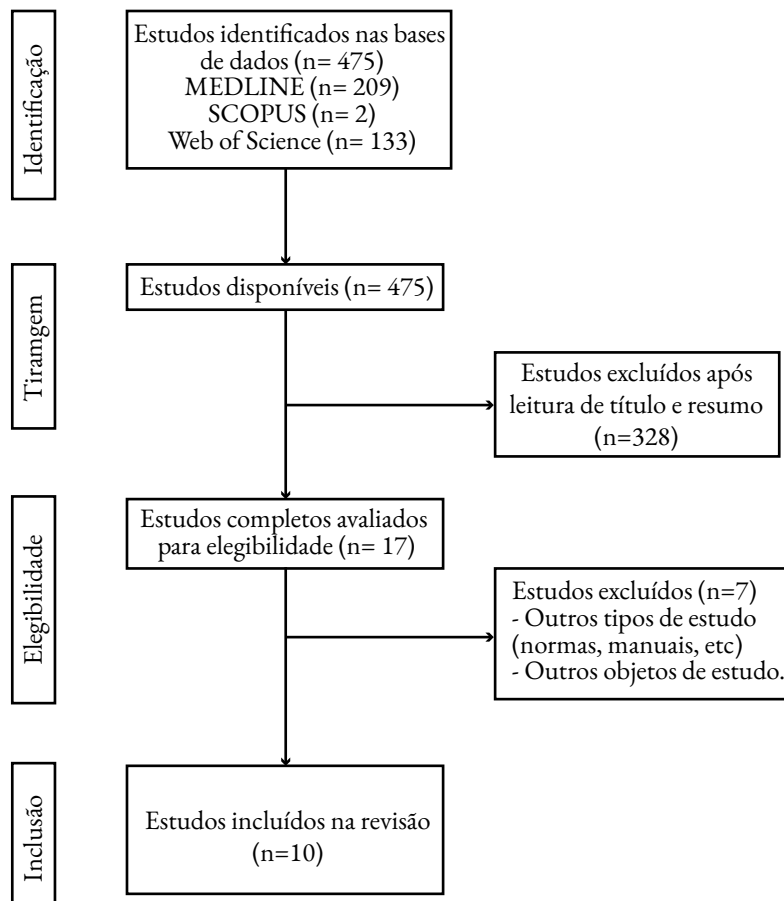 Identificação
Estudos identificados nas bases
de dados (n= 475)
MEDLINE (n= 209)
SCOPUS (n= 2)
Web of Science (n= 133)
Tiramgem
Estudos disponíveis (n= 475)
Estudos excluídos após
leitura de título e resumo
(n=328)
Elegibilidade
Estudos completos avaliados
para elegibilidade (n= 17)
Estudos excluídos (n=7)
- Outros tipos de estudo
(normas, manuais, etc)
- Outros objetos de estudo.
Inclusão
Estudos incluídos na revisão
(n=10)